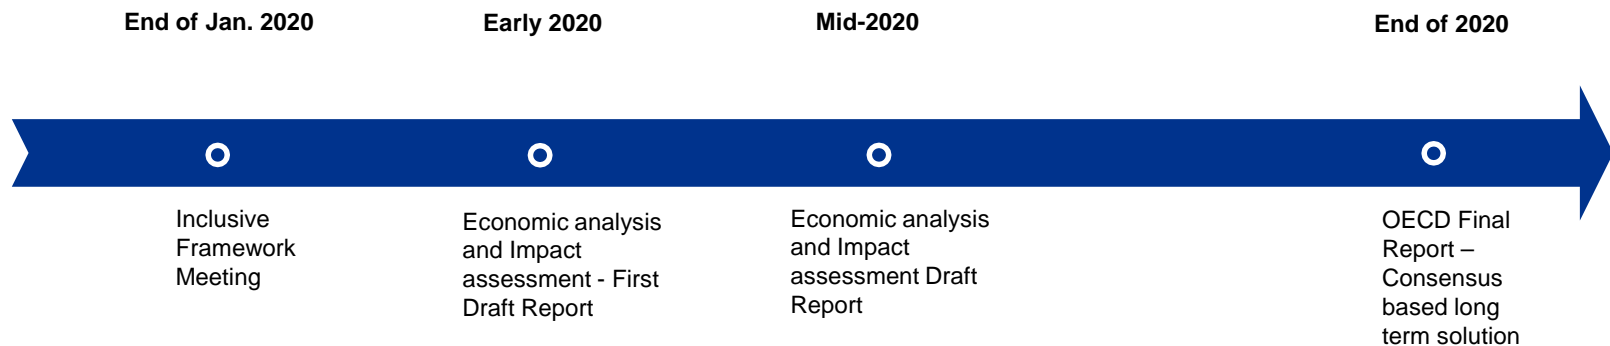 End of Jan. 2020
Early 2020
Mid-2020
End of 2020
Inclusive
Framework
Meeting
Economic analysis
and Impact
assessment - First
Draft Report
Economic analysis
and Impact
assessment Draft
Report
OECD Final
Report –
Consensus
based long
term solution